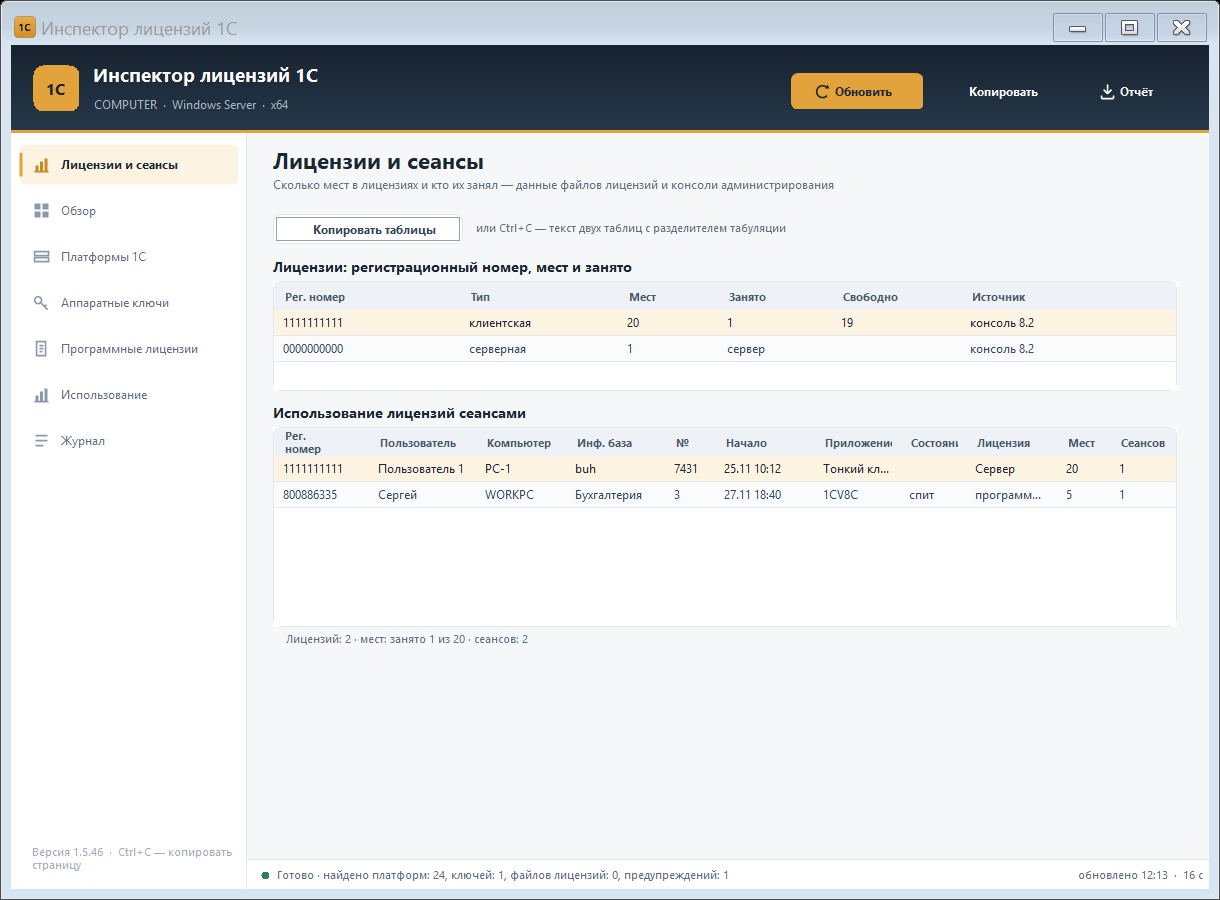 1C Инспектор лицензий 1С
1C
Инспектор лицензий 1С
COMPUTER · Windows Server · x64
Обновить
Копировать
Отчёт
Лицензии и сеансы
Обзор
Платформы 1С
Аппаратные ключи
Программные лицензии
Использование
Журнал
Версия 1.5.46 · Ctrl+C — копировать
страницу
Лицензии и сеансы
Сколько мест в лицензиях и кто их занял — данные файлов лицензий и консоли администрирования
Копировать таблицы
или Ctrl+C — текст двух таблиц с разделителем табуляции
Лицензии: регистрационный номер, мест и занято
Рег. номер Тип Мест Занято Свободно Источник
1111111111 клиентская 20 1 19 консоль 8.2
0000000000 серверная 1 сервер консоль 8.2
Использование лицензий сеансами
Рег.
номер Пользователь Компьютер Инф. база № Начало Приложени Состоян Лицензия Мест Сеансов
1111111111 Пользователь 1 PC-1 buh 7431 25.11 10:12 Тонкий кл... Сервер 20 1
800886335 Сергей WORKPC Бухгалтерия 3 27.11 18:40 1CV8C спит программ... 5 1
Лицензий: 2 · мест: занято 1 из 20 · сеансов: 2
Готово · найдено платформ: 24, ключей: 1, файлов лицензий: 0, предупреждений: 1
обновлено 12:13 · 16 с